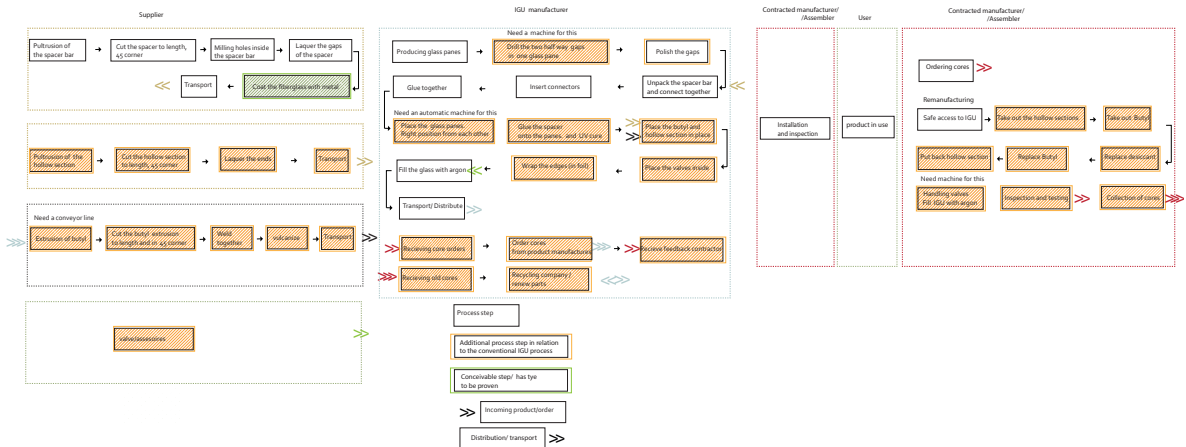 Supplier
IGU manufacturer
Contracted manufacturer/
/Assembler
User
Contracted manufacturer/
/Assembler
Pultrusion of
the spacer bar
Cut the spacer to length,
45 corner
Milling holes inside
the spacer bar
Laquer the gaps
of the spacer
Transport
Coat the fiberglass with metal
Pultrusion of the
hollow section
Cut the hollow section
to length, 45 corner
Laquer the ends
Transport
Need a conveyor line
Extrusion of butyl
Cut the butyl extrusion
to length and in 45 corner
Weld
together
vulcanize
Transport
valve/assesoires
Need a machine for this
Producing glass panes
Drill the two half way gaps
in one glass pane
Polish the gaps
Glue together
Insert connectors
Unpack the spacer bar
and connect together
Need an automatic machine for this
Place the glass panes
Right position from each other
Glue the spacer
onto the panes and UV cure
Place the butyl and
hollow section in place
Fill the glass with argon
Wrap the edges (in foil)
Place the valves inside
Transport/ Distribute
Recieving core orders
Order cores
from product manufactures
Recieve feedback contractor
Recieving old cores
Recycling company /
renew parts
Installation
and inspection
product in use
Ordering cores
Remanufacturing
Safe access to IGU
Take out the hollow sections
Take out Butyl
Put back hollow section
Replace Butyl
Replace desiccant
Need machine for this
Handling valves
Fill IGU with argon
Inspection and testing
Collection of cores
Process step
Additional process step in relation
to the conventional IGU process
Conceivable step/ has tye
to be proven
Incoming product/order
Distribution/ transport